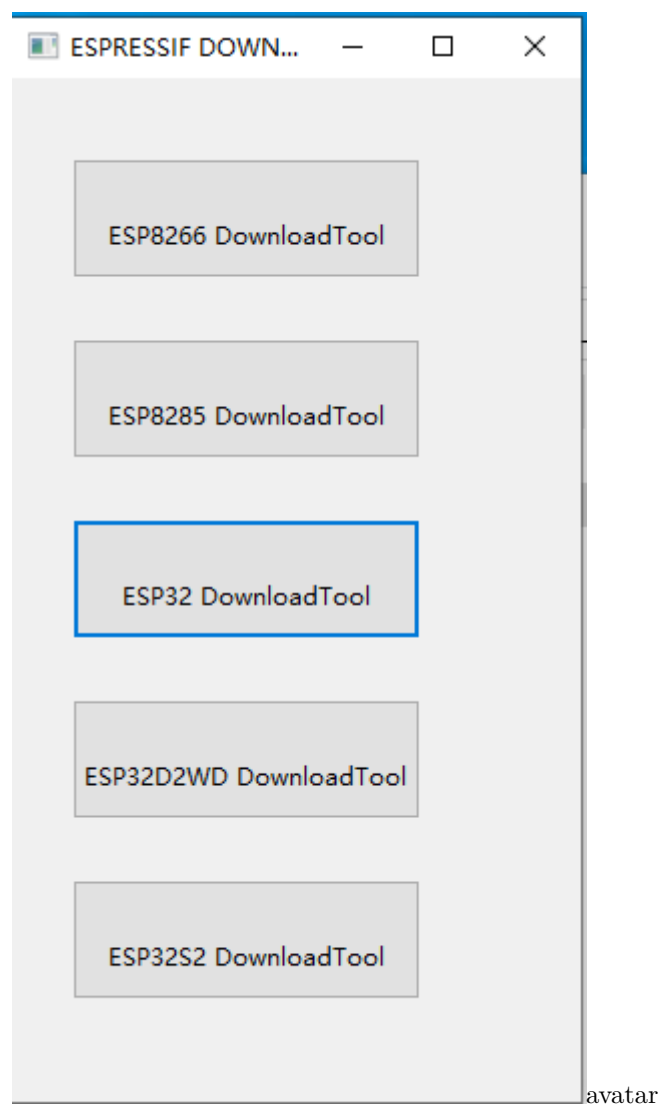 ESPRESSIF DOWN...
ESP8266 DownloadTool
ESP8285 DownloadTool
ESP32 DownloadTool
ESP32D2WD DownloadTool
ESP32S2 DownloadTool
avatar